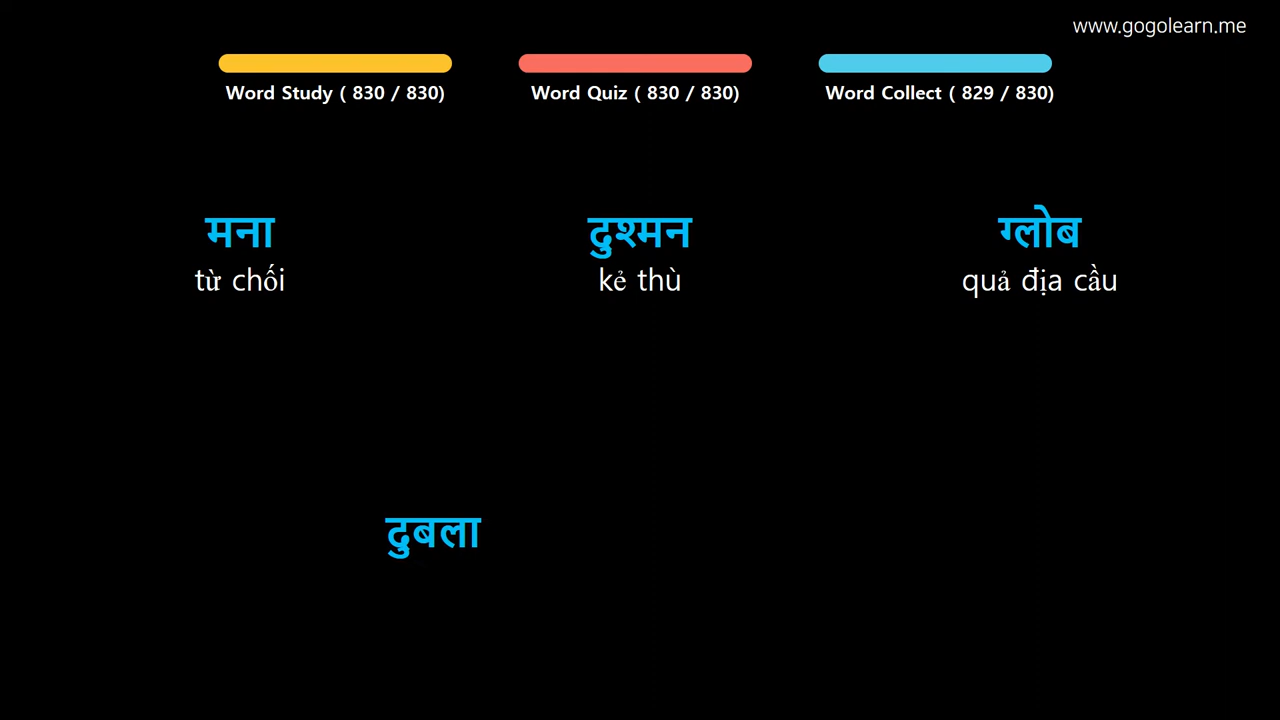 www.gogolearn.me
Word Study ( 830 / 830)
Word Quiz ( 830 / 830)
Word Collect ( 829 / 830)
मना
từ chối
दुश्मन
kẻ thù
ग्लोब
quả địa cầu
दुबला